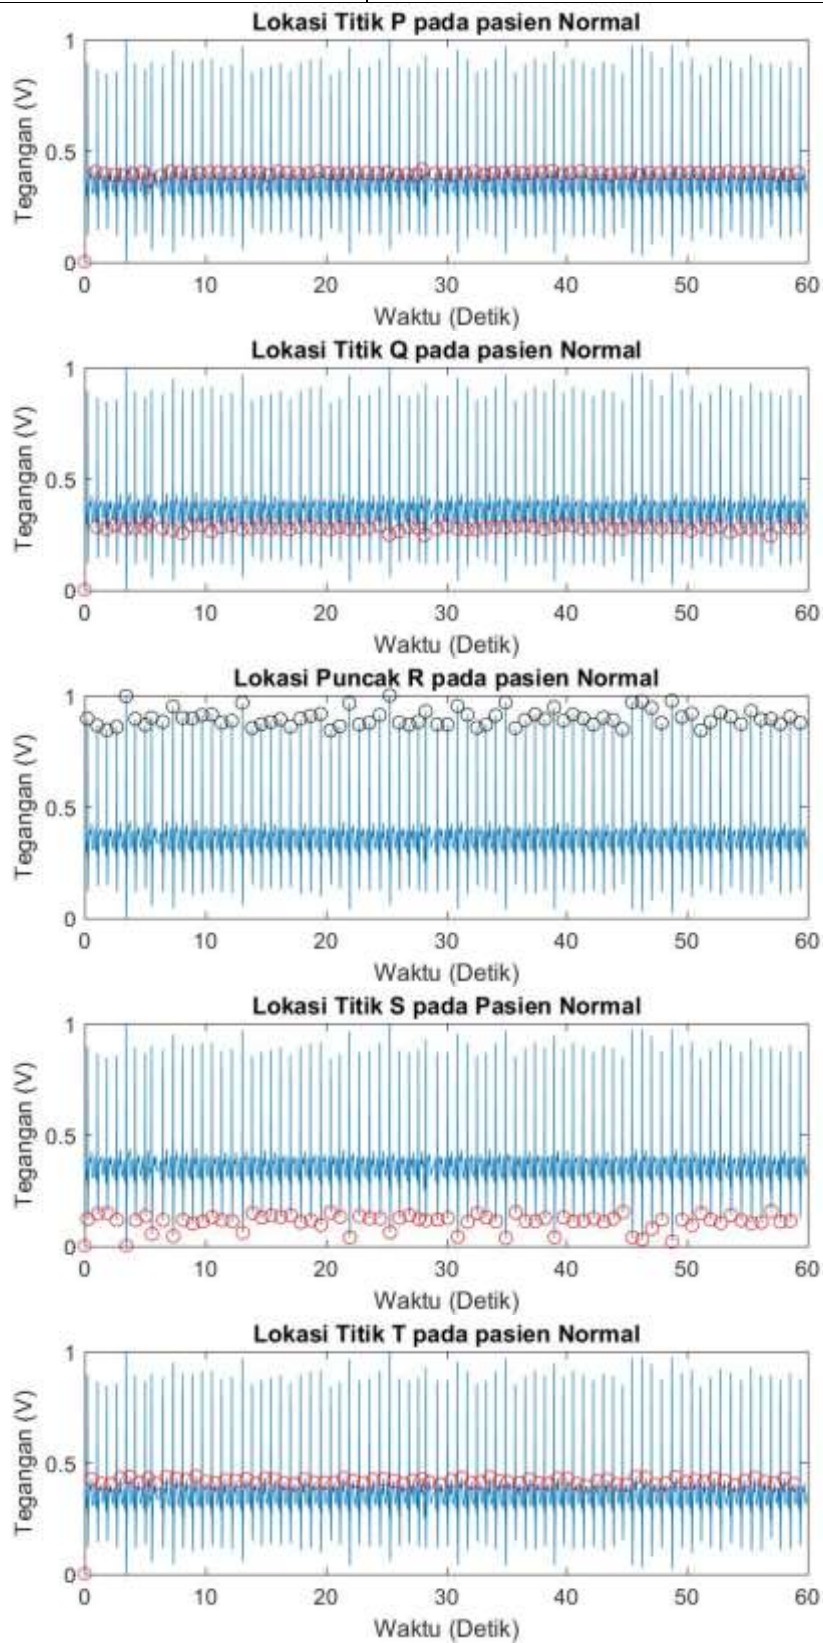 Lokasi Titik P pada pasien Normal
Tegangan (V)
1
0.5
0
0 10 20 30 40 50 60
Waktu (Detik)
Lokasi Titik Q pada pasien Normal
Tegangan (V)
1
0.5
0
0 10 20 30 40 50 60
Waktu (Detik)
Lokasi Puncak R pada pasien Normal
Tegangan (V)
1
0.5
0
0 10 20 30 40 50 60
Waktu (Detik)
Lokasi Titik S pada Pasien Normal
Tegangan (V)
1
0.5
0
0 10 20 30 40 50 60
Waktu (Detik)
Lokasi Titik T pada pasien Normal
Tegangan (V)
1
0.5
0
0 10 20 30 40 50 60
Waktu (Detik)